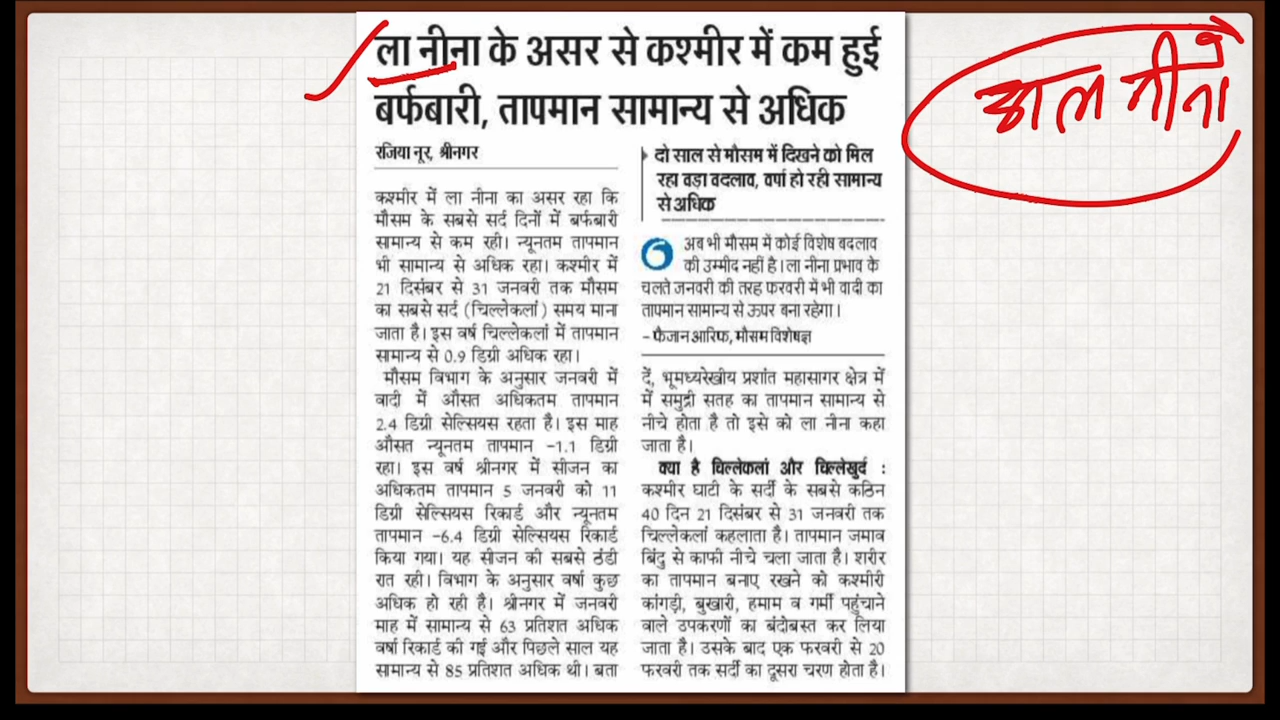 ला नीना के असर से कश्मीर में कम हुई
बर्फबारी, तापमान सामान्य से अधिक
रजिया नूर, श्रीनगर
कश्मीर में ला नीना का असर रहा कि
मौसम के सबसे सर्द दिनों में बर्फबारी
सामान्य से कम रही। न्यूनतम तापमान
भी सामान्य से अधिक रहा। कश्मीर में
21 दिसंबर से 31 जनवरी तक मौसम
का सबसे सर्द (चिल्लेकलां) समय माना
जाता है। इस वर्ष चिल्लेकलां में तापमान
सामान्य से 0.9 डिग्री अधिक रहा।
मौसम विभाग के अनुसार जनवरी में
वादी में औसत अधिकतम तापमान
2.4 डिग्री सेल्सियस रहता है। इस माह
औसत न्यूनतम तापमान -1.1 डिग्री
रहा। इस वर्ष श्रीनगर में सीजन का
अधिकतम तापमान 5 जनवरी को 11
डिग्री सेल्सियस रिकार्ड और न्यूनतम
तापमान -6.4 डिग्री सेल्सियस रिकार्ड
किया गया। यह सीजन की सबसे ठंडी
रात रही। विभाग के अनुसार वर्षा कुछ
अधिक हो रही है। श्रीनगर में जनवरी
माह में सामान्य से 63 प्रतिशत अधिक
वर्षा रिकार्ड की गई और पिछले साल यह
सामान्य से 85 प्रतिशत अधिक थी। बता
दो साल से मौसम में दिखने को मिल
रहा बड़ा बदलाव, वर्षा हो रही सामान्य
से अधिक
अब भी मौसम में कोई विशेष बदलाव
की उम्मीद नहीं है। ला नीना प्रभाव के
चलते जनवरी की तरह फरवरी में भी वादी का
तापमान सामान्य से ऊपर बना रहेगा।
- फैजान आरिफ, मौसम विशेषज्ञ
दें, भूमध्यरेखीय प्रशांत महासागर क्षेत्र में
में समुद्री सतह का तापमान सामान्य से
नीचे होता है तो इसे को ला नीना कहा
जाता है।
क्या है चिल्लेकलां और चिल्लेखुर्द :
कश्मीर घाटी के सर्दी के सबसे कठिन
40 दिन 21 दिसंबर से 31 जनवरी तक
चिल्लेकलां कहलाता है। तापमान जमाव
बिंदु से काफी नीचे चला जाता है। शरीर
का तापमान बनाए रखने को कश्मीरी
कांगड़ी, बुखारी, हमाम व गर्मी पहुंचाने
वाले उपकरणों का बंदोबस्त कर लिया
जाता है। उसके बाद एक फरवरी से 20
फरवरी तक सर्दी का दूसरा चरण होता है।